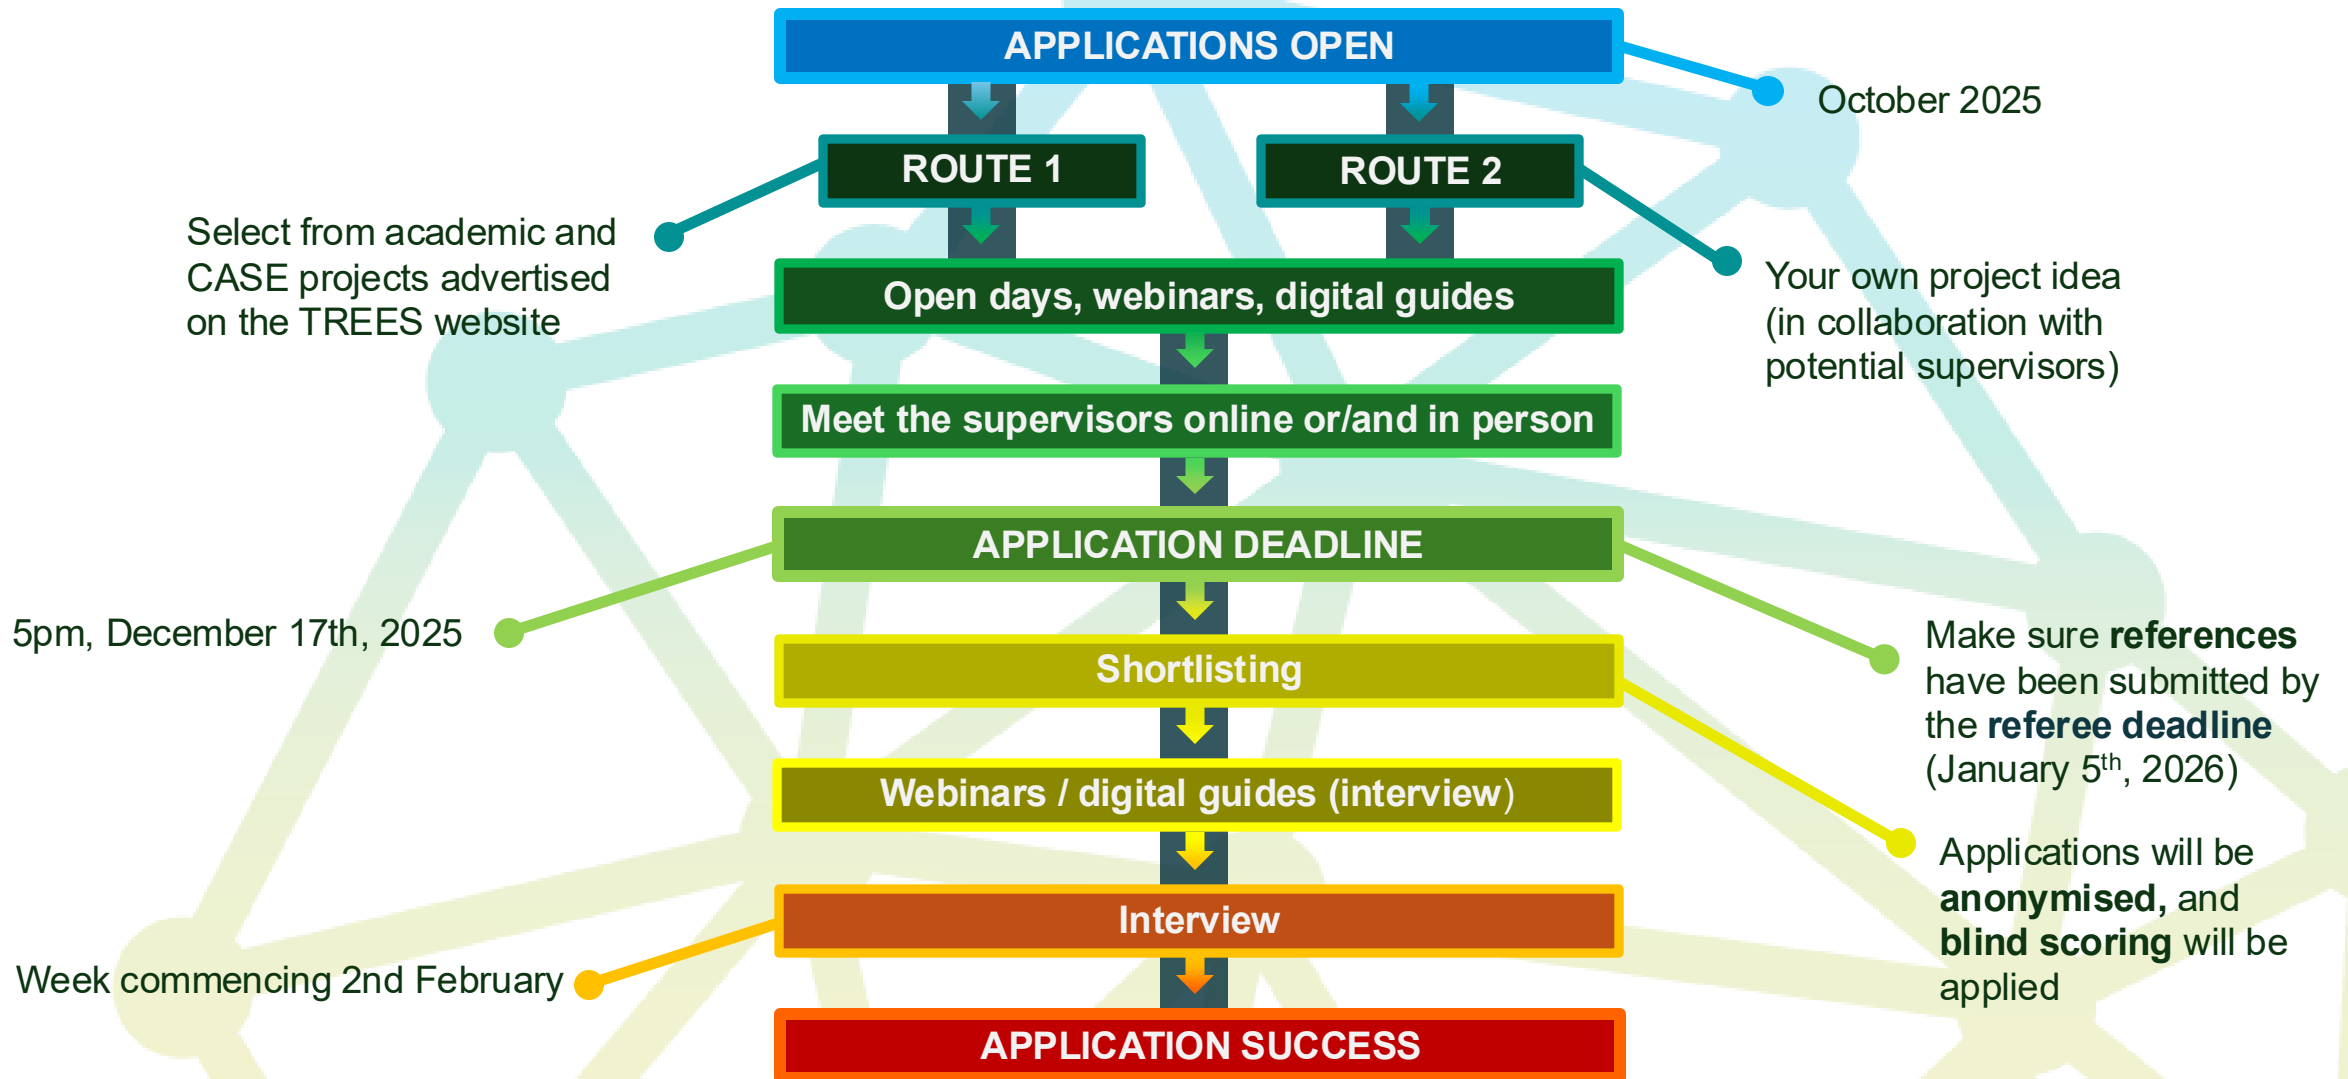 APPLICATIONS OPEN
October 2025
ROUTE 1
ROUTE 2
Select from academic and
CASE projects advertised
on the TREES website
Your own project idea
(in collaboration with
potential supervisors)
Open days, webinars, digital guides
Meet the supervisors online or/and in person
APPLICATION DEADLINE
5pm, December 17th, 2025
Make sure references
have been submitted by
the referee deadline
(January 5th, 2026)
Shortlisting
Applications will be
anonymised, and
blind scoring will be
applied
Webinars / digital guides (interview)
Interview
Week commencing 2nd February
APPLICATION SUCCESS